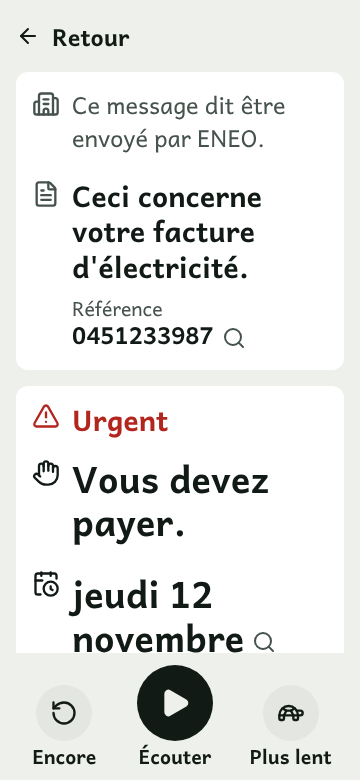 Retour
Ce message dit être
envoyé par ENEO.
Ceci concerne
votre facture
d'électricité.
Référence
0451233987
Urgent
Vous devez
payer.
jeudi 12
novembre
Encore
Écouter
Plus lent